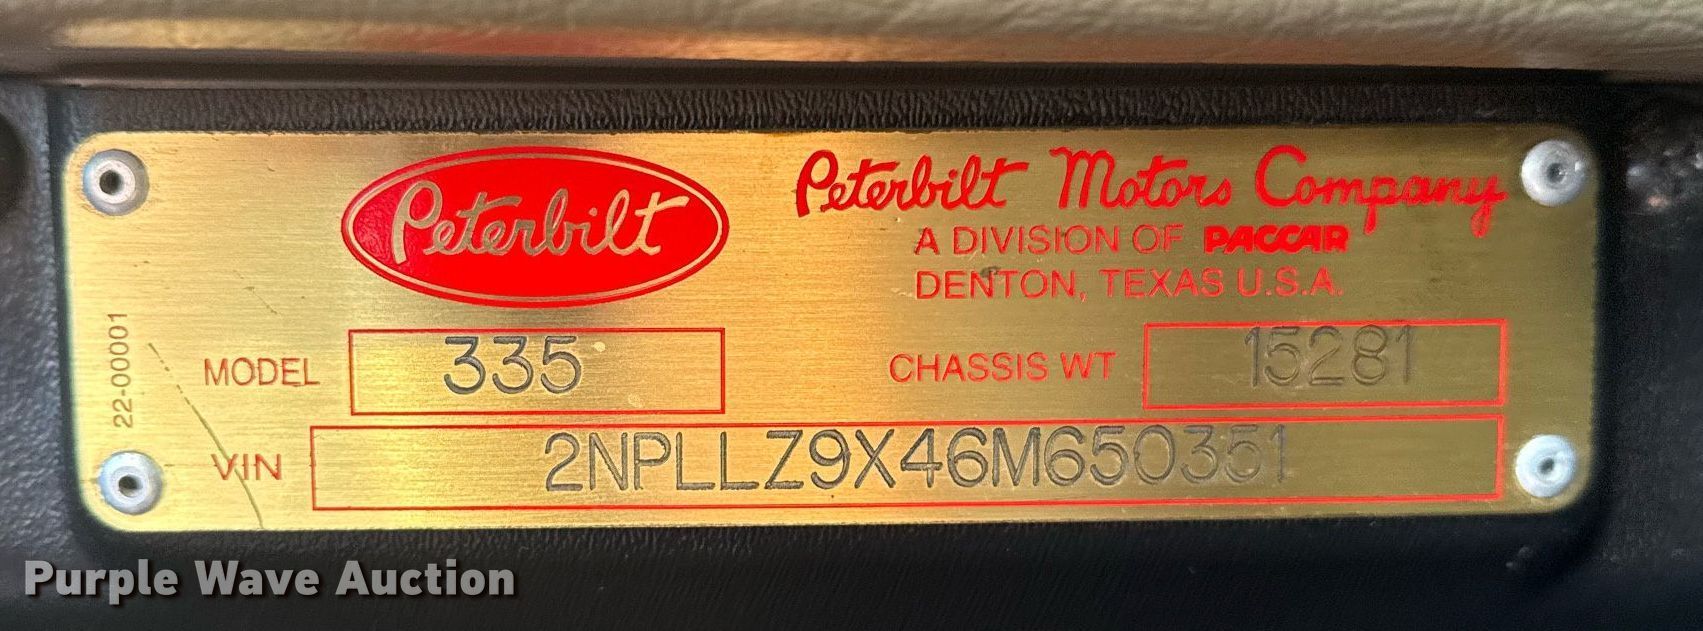 Peterbilt
Peterbilt Motors Company
A DIVISION OF PACCAR
DENTON, TEXAS U.S.A.
22-00001
MODEL 335
CHASSIS WT 15281
VIN 2NPLLZ9X46M650351
Purple Wave Auction